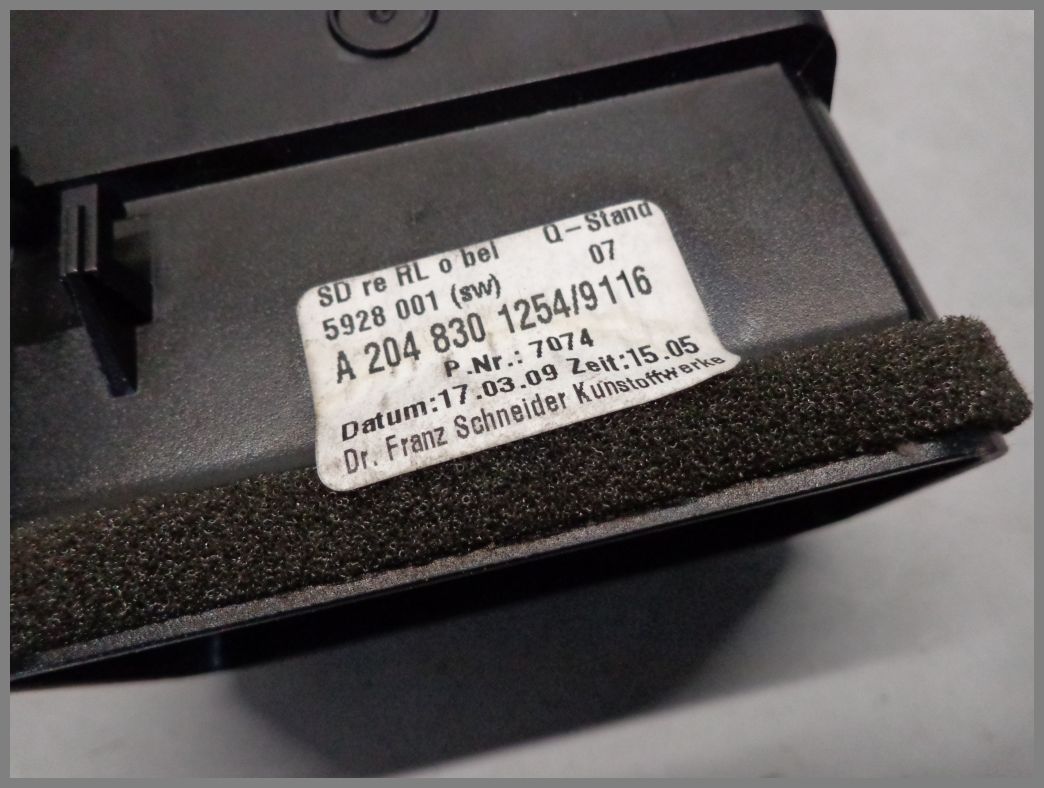 SD re RL o bel Q-Stand
5928 001 (sw) 07
A 204 830 1254/9116
P.Nr.: 7074
Datum:17.03.09 Zeit:15.05
Dr. Franz Schneider Kunstoffwerke